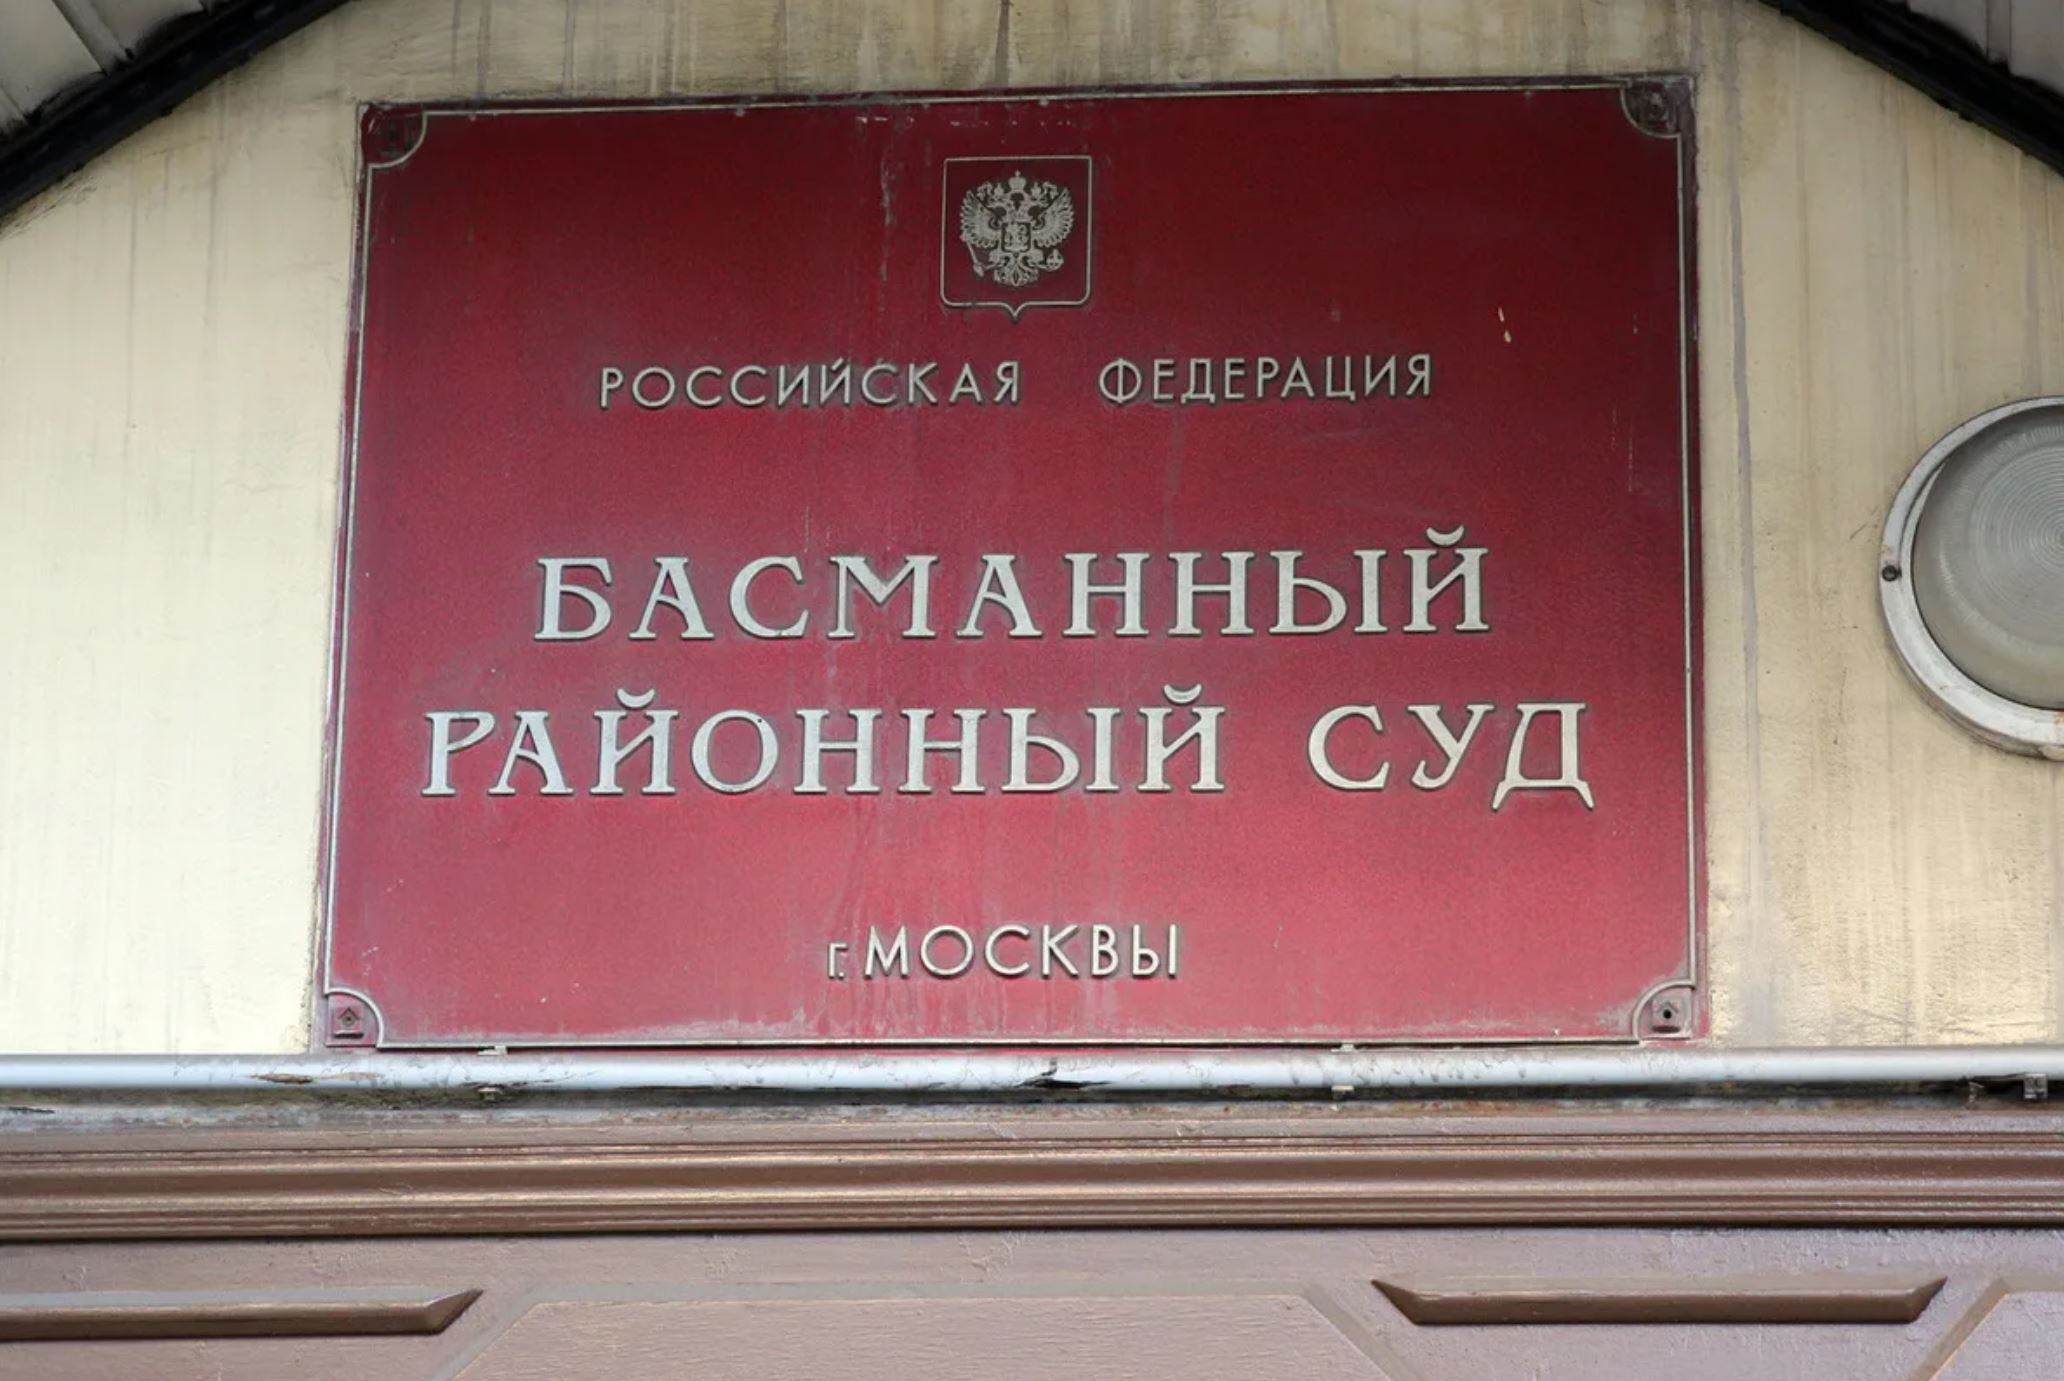 РОССИЙСКАЯ ФЕДЕРАЦИЯ
БАСМАННЫЙ
РАЙОННЫЙ СУД
г. МОСКВЫ